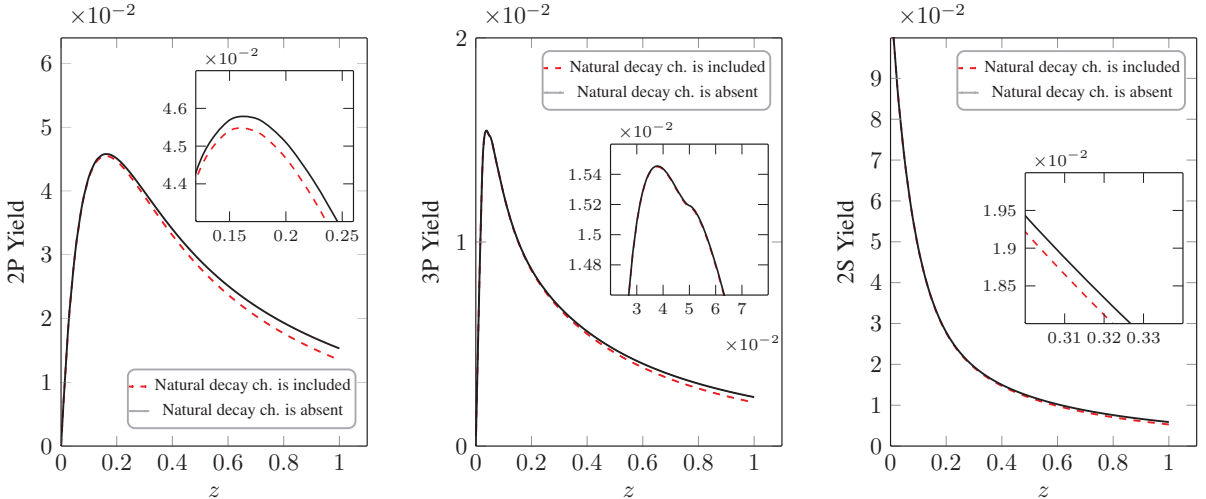 ×10−2
6
5
4
3
2
1
0
2P Yield
0 0.2 0.4 0.6 0.8 1
z
×10−2
4.6
4.5
4.4
0.15 0.2 0.25
Natural decay ch. is included
Natural decay ch. is absent
×10−2
2
1
0
3P Yield
0 0.2 0.4 0.6 0.8 1
z
Natural decay ch. is included
Natural decay ch. is absent
×10−2
1.54
1.52
1.5
1.48
3 4 5 6 7
×10−2
×10−2
9
8
7
6
5
4
3
2
1
0
2S Yield
0 0.2 0.4 0.6 0.8 1
z
Natural decay ch. is included
Natural decay ch. is absent
×10−2
1.95
1.9
1.85
0.31 0.32 0.33